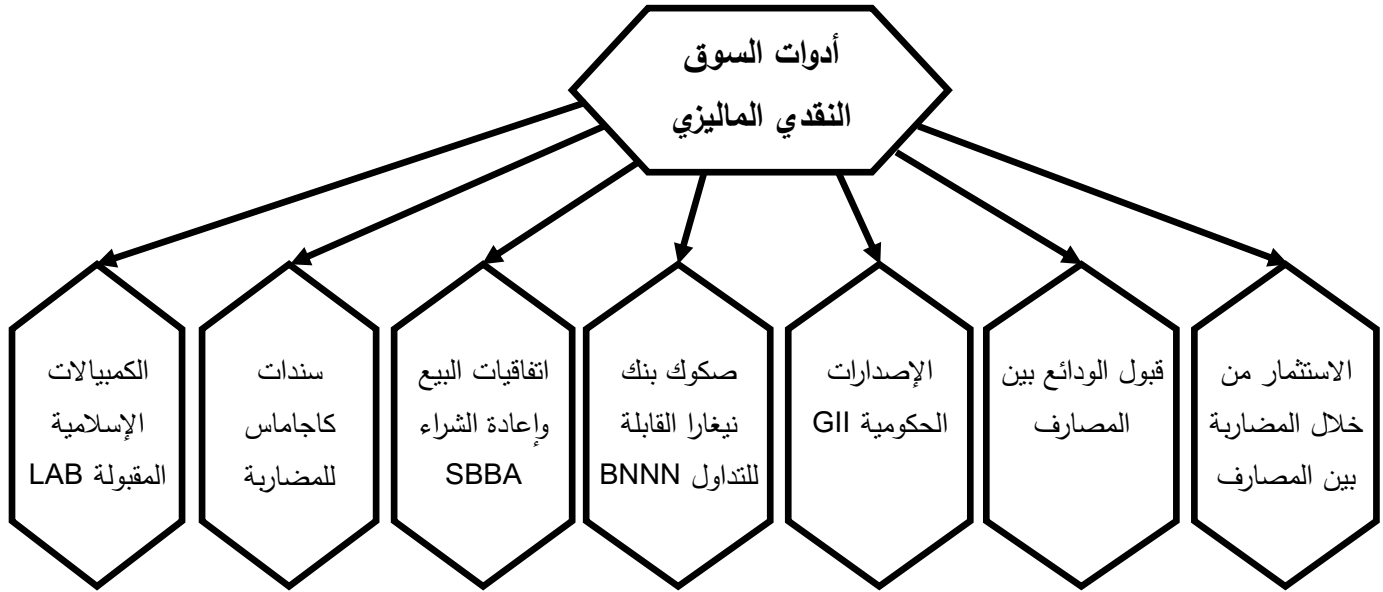 أدوات السوق
النقدي الماليزي
الاستثمار من
خلال المضاربة
بين المصارف
قبول الودائع بين
المصارف
الإصدارات
الحكومية GII
صكوك بنك
نيغارا القابلة
للتداول BNNN
اتفاقيات البيع
وإعادة الشراء
SBBA
سندات
كاجاماس
للمضاربة
الكمبيالات
الإسلامية
المقبولة LAB